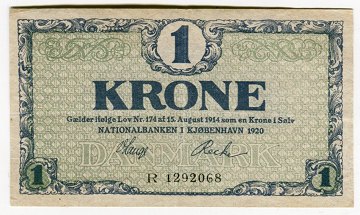 1
KRONE
Gælder ifølge Lov Nr. 174 af 15. August 1914 som en Krone i Sølv
NATIONALBANKEN I KJØBENHAVN 1920
DANMARK
1 R 1292068 1